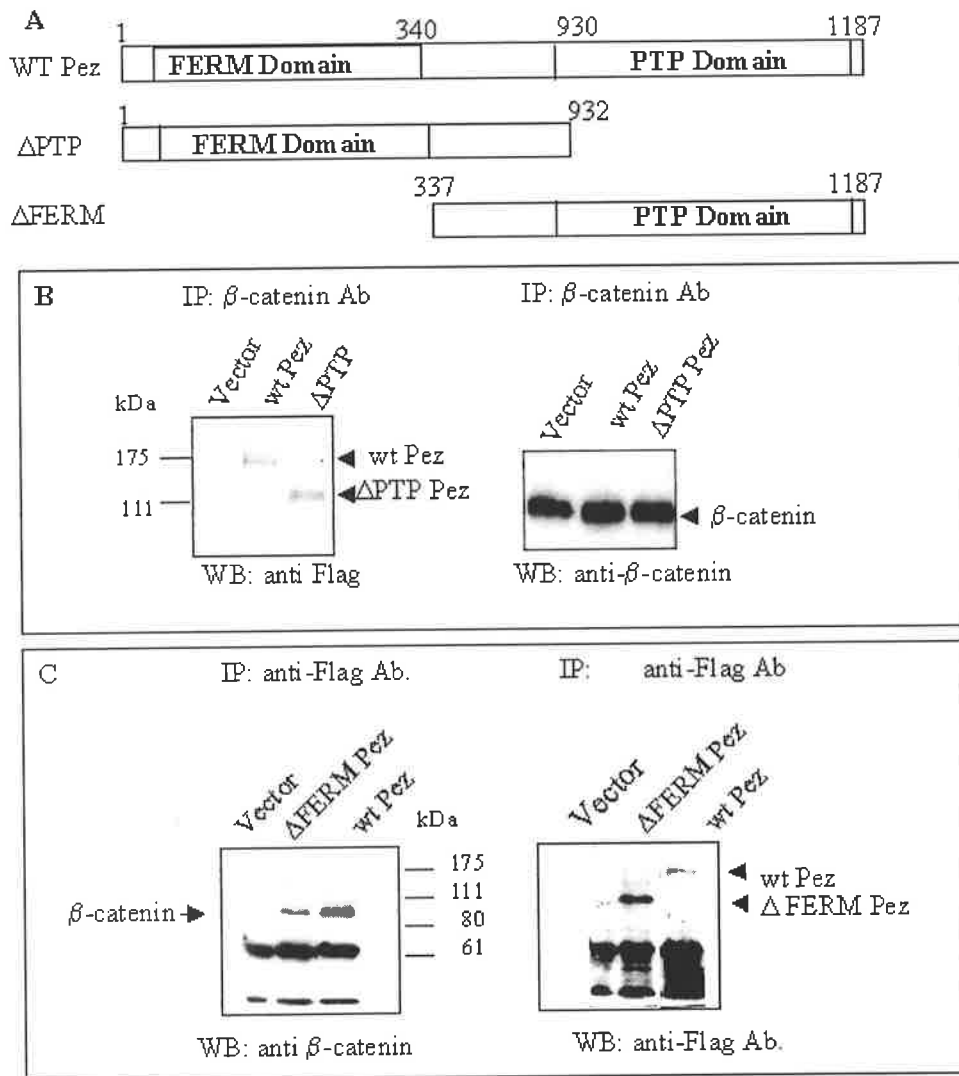 A
1 340 930 1187
WT Pez FERM Domain PTP Domain
1 932
ΔPTP FERM Domain
337 1187
ΔFERM PTP Domain
B IP: β-catenin Ab IP: β-catenin Ab
Vector wt Pez ΔPTP Vector wt Pez ΔPTP Pez
kDa
175 wt Pez
111 ΔPTP Pez β-catenin
WB: anti Flag WB: anti-β-catenin
C IP: anti-Flag Ab. IP: anti-Flag Ab
Vector ΔFERM Pez wt Pez kDa Vector ΔFERM Pez wt Pez
175 wt Pez
111 Δ FERM Pez
β-catenin 80
61
WB: anti β-catenin WB: anti-Flag Ab.